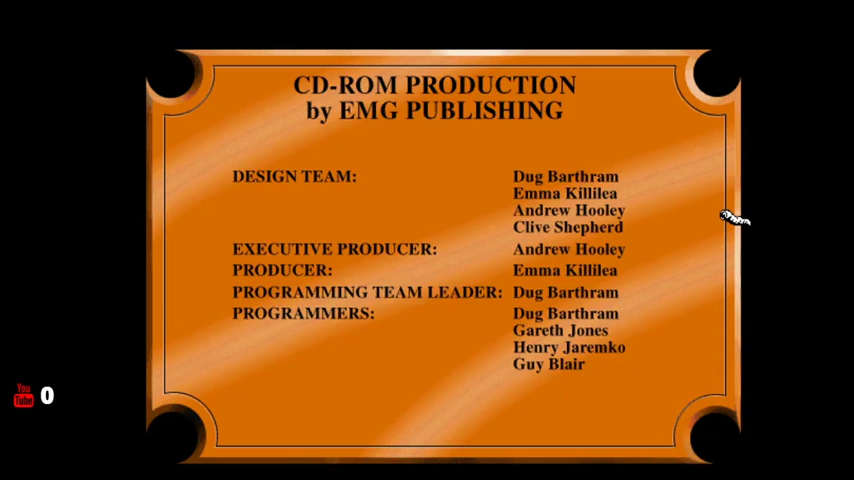 CD-ROM PRODUCTION
by EMG PUBLISHING
DESIGN TEAM: Dug Barthram
Emma Killilea
Andrew Hooley
Clive Shepherd
EXECUTIVE PRODUCER: Andrew Hooley
PRODUCER: Emma Killilea
PROGRAMMING TEAM LEADER: Dug Barthram
PROGRAMMERS: Dug Barthram
Gareth Jones
Henry Jaremko
Guy Blair
You
Tube 0